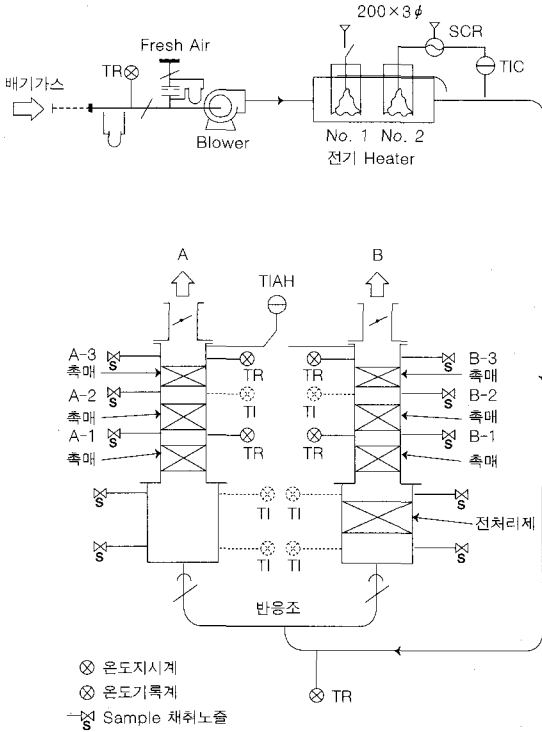 200×3φ
Fresh Air
SCR
TR
TIC
배기가스
Blower
No. 1 No. 2
전기 Heater
A
B
TIAH
A-3
S
촉매
TR
TR
B-3
S
촉매
A-2
S
촉매
TI
TI
B-2
S
촉매
A-1
S
촉매
TR
TR
B-1
S
촉매
S
TI
TI
S
전처리제
S
TI
TI
S
반응조
온도지시계
온도기록계
TR
S
Sample 채취노즐